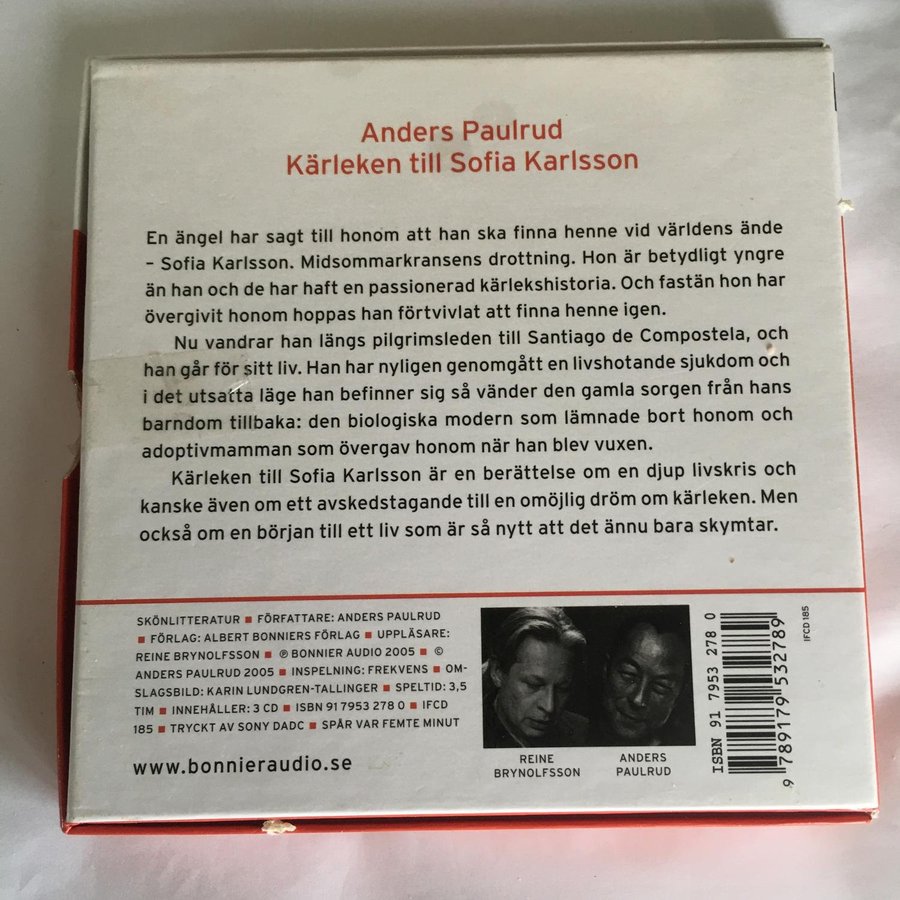 Anders Paulrud
Kärleken till Sofia Karlsson
En ängel har sagt till honom att han ska finna henne vid världens ände
– Sofia Karlsson. Midsommarkransens drottning. Hon är betydligt yngre
än han och de har haft en passionerad kärlekshistoria. Och fastän hon har
övergivit honom hoppas han förtvivlat att finna henne igen.
Nu vandrar han längs pilgrimsleden till Santiago de Compostela, och
han går för sitt liv. Han har nyligen genomgått en livshotande sjukdom och
i det utsatta läge han befinner sig så vänder den gamla sorgen från hans
barndom tillbaka: den biologiska modern som lämnade bort honom och
adoptivmamman som övergav honom när han blev vuxen.
Kärleken till Sofia Karlsson är en berättelse om en djup livskris och
kanske även om ett avskedstagande till en omöjlig dröm om kärleken. Men
också om en början till ett liv som är så nytt att det ännu bara skymtar.
SKÖNLITTERATUR ■ FÖRFATTARE: ANDERS PAULRUD
■ FÖRLAG: ALBERT BONNIERS FÖRLAG ■ UPPLÄSARE:
REINE BRYNOLFSSON ■ ℗ BONNIER AUDIO 2005 ■ ©
ANDERS PAULRUD 2005 ■ INSPELNING: FREKVENS ■ OM-
SLAGSBILD: KARIN LUNDGREN-TALLINGER ■ SPELTID: 3,5
TIM ■ INNEHÅLLER: 3 CD ■ ISBN 91 7953 278 0 ■ IFCD
185 ■ TRYCKT AV SONY DADC ■ SPÅR VAR FEMTE MINUT
www.bonnieraudio.se
REINE
BRYNOLFSSON
ANDERS
PAULRUD
ISBN 91 7953 278 0
9 789179 532789
IFCD 185